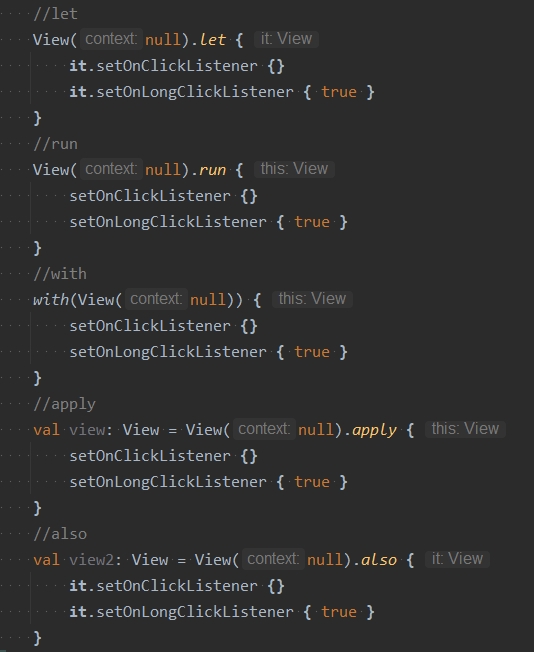 //let
View( context: null).let { it: View
it.setOnClickListener {}
it.setOnLongClickListener { true }
}
//run
View( context: null).run { this: View
setOnClickListener {}
setOnLongClickListener { true }
}
//with
with(View( context: null)) { this: View
setOnClickListener {}
setOnLongClickListener { true }
}
//apply
val view: View = View( context: null).apply { this: View
setOnClickListener {}
setOnLongClickListener { true }
}
//also
val view2: View = View( context: null).also { it: View
it.setOnClickListener {}
it.setOnLongClickListener { true }
}